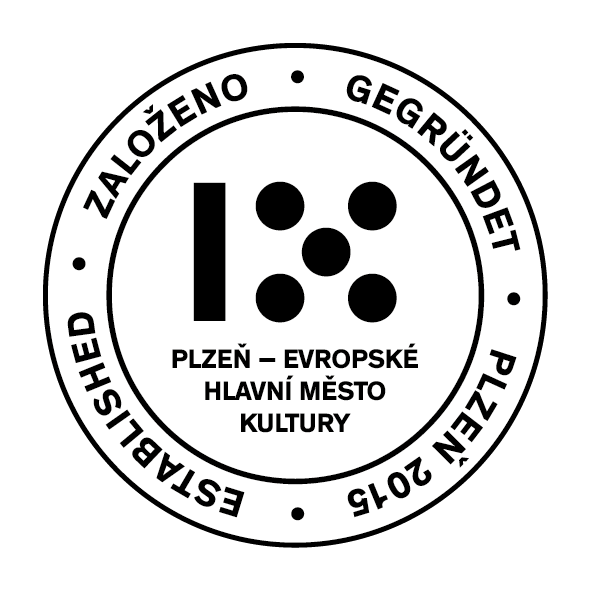 ZALOŽENO • GEGRÜNDET • PLZEŇ 2015 • ESTABLISHED •
PLZEŇ – EVROPSKÉ
HLAVNÍ MĚSTO
KULTURY